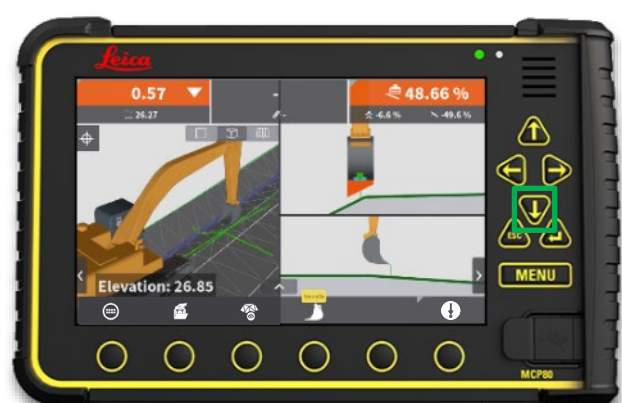 Leica
0.57
-
48.66 %
26.27
-
-6.6 %
-49.6 %
Elevation: 26.85
ESC
MENU
MCP80